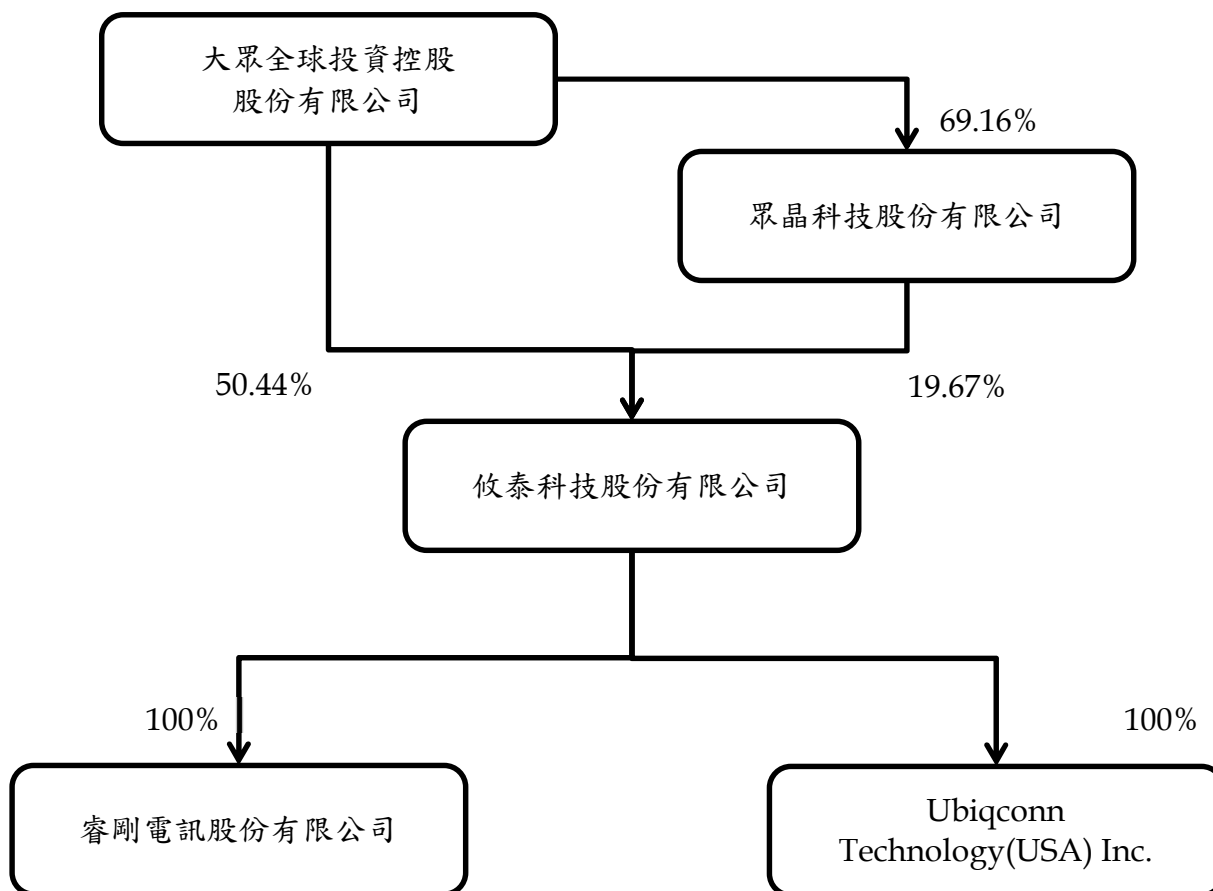 大眾全球投資控股
股份有限公司
69.16%
眾晶科技股份有限公司
50.44%
19.67%
攸泰科技股份有限公司
100%
100%
睿剛電訊股份有限公司
Ubiqconn
Technology(USA) Inc.